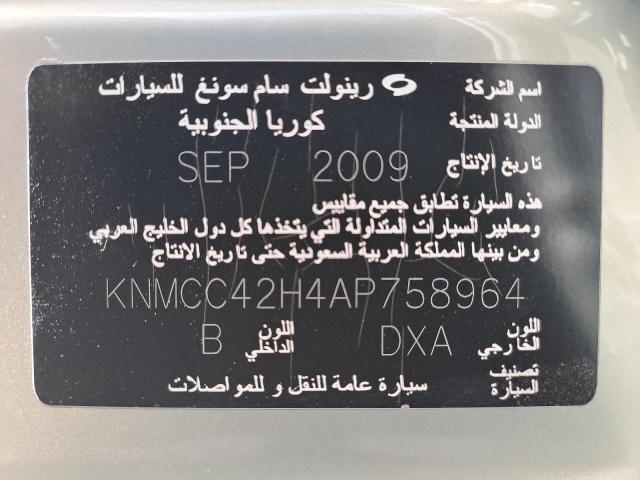 اسم الشركة رينولت سام سونغ للسيارات
الدولة المنتجة كوريا الجنوبية
تاريخ الإنتاج SEP 2009
هذه السيارة تطابق جميع مقاييس
ومعايير السيارات المتداولة التي يتخذها كل دول الخليج العربي
ومن بينها المملكة العربية السعودية حتى تاريخ الانتاج
KNMCC42H4AP758964
اللون الخارجي DXA اللون الداخلي B
تصنيف السيارة سيارة عامة للنقل و للمواصلات